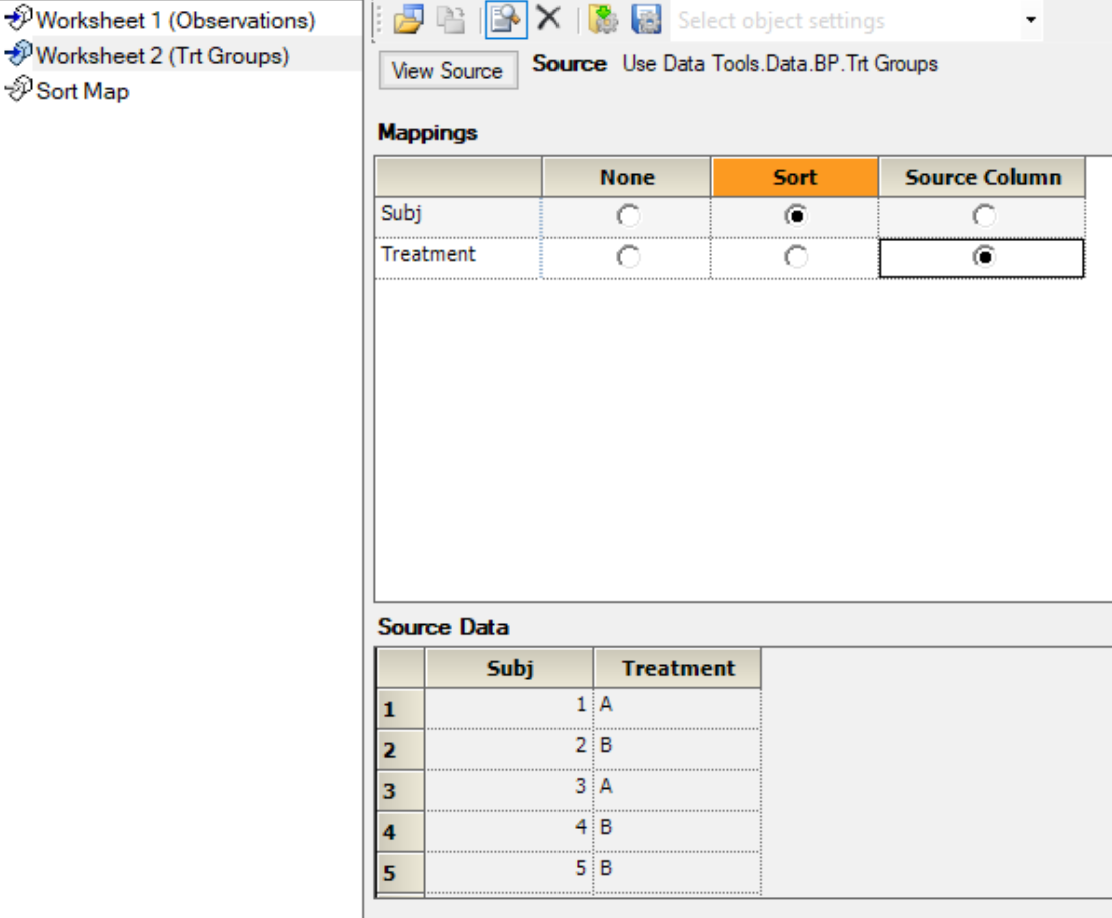 Worksheet 1 (Observations)
Worksheet 2 (Trt Groups)
Sort Map
Select object settings
View Source
Source Use Data Tools.Data.BP.Trt Groups
Mappings
None Sort Source Column
Subj
Treatment
Source Data
Subj Treatment
1 1 A
2 2 B
3 3 A
4 4 B
5 5 B